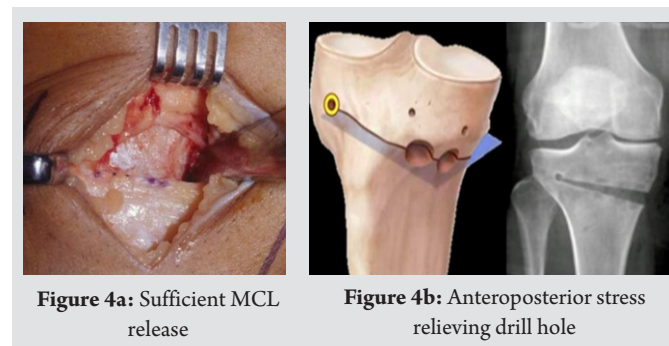 Figure 4a: Sufficient MCL
release
Figure 4b: Anteroposterior stress
relieving drill hole